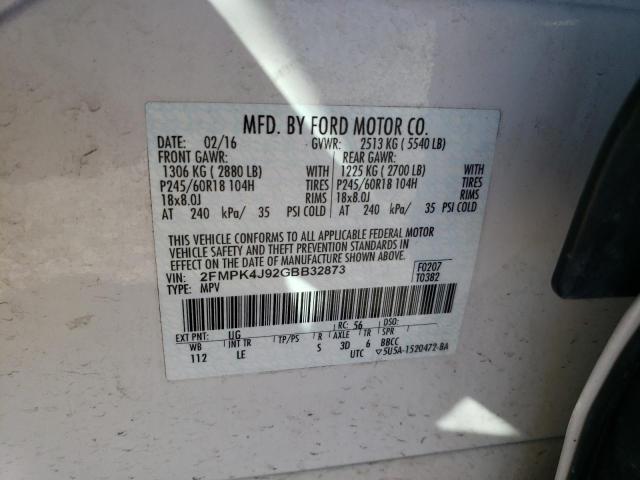 MFD. BY FORD MOTOR CO.
DATE: 02/16 GVWR: 2513 KG ( 5540 LB)
FRONT GAWR: REAR GAWR:
1306 KG ( 2880 LB) 1225 KG ( 2700 LB)
P245/60R18 104H TIRES P245/60R18 104H TIRES
18x8.0J RIMS 18x8.0J RIMS
AT 240 kPa/ 35 PSI COLD AT 240 kPa/ 35 PSI COLD
THIS VEHICLE CONFORMS TO ALL APPLICABLE FEDERAL MOTOR
VEHICLE SAFETY AND THEFT PREVENTION STANDARDS IN
EFFECT ON THE DATE OF MANUFACTURE SHOWN ABOVE.
VIN: 2FMPK4J92GBB32873 F0207
TYPE: MPV T0382
EXT PNT: UG RC: 56 DSO:
WB INT TR TP/PS R AXLE TR SPR
112 LE S 3D 6 BBCC
UTC ▽5U5A-1520472-BA